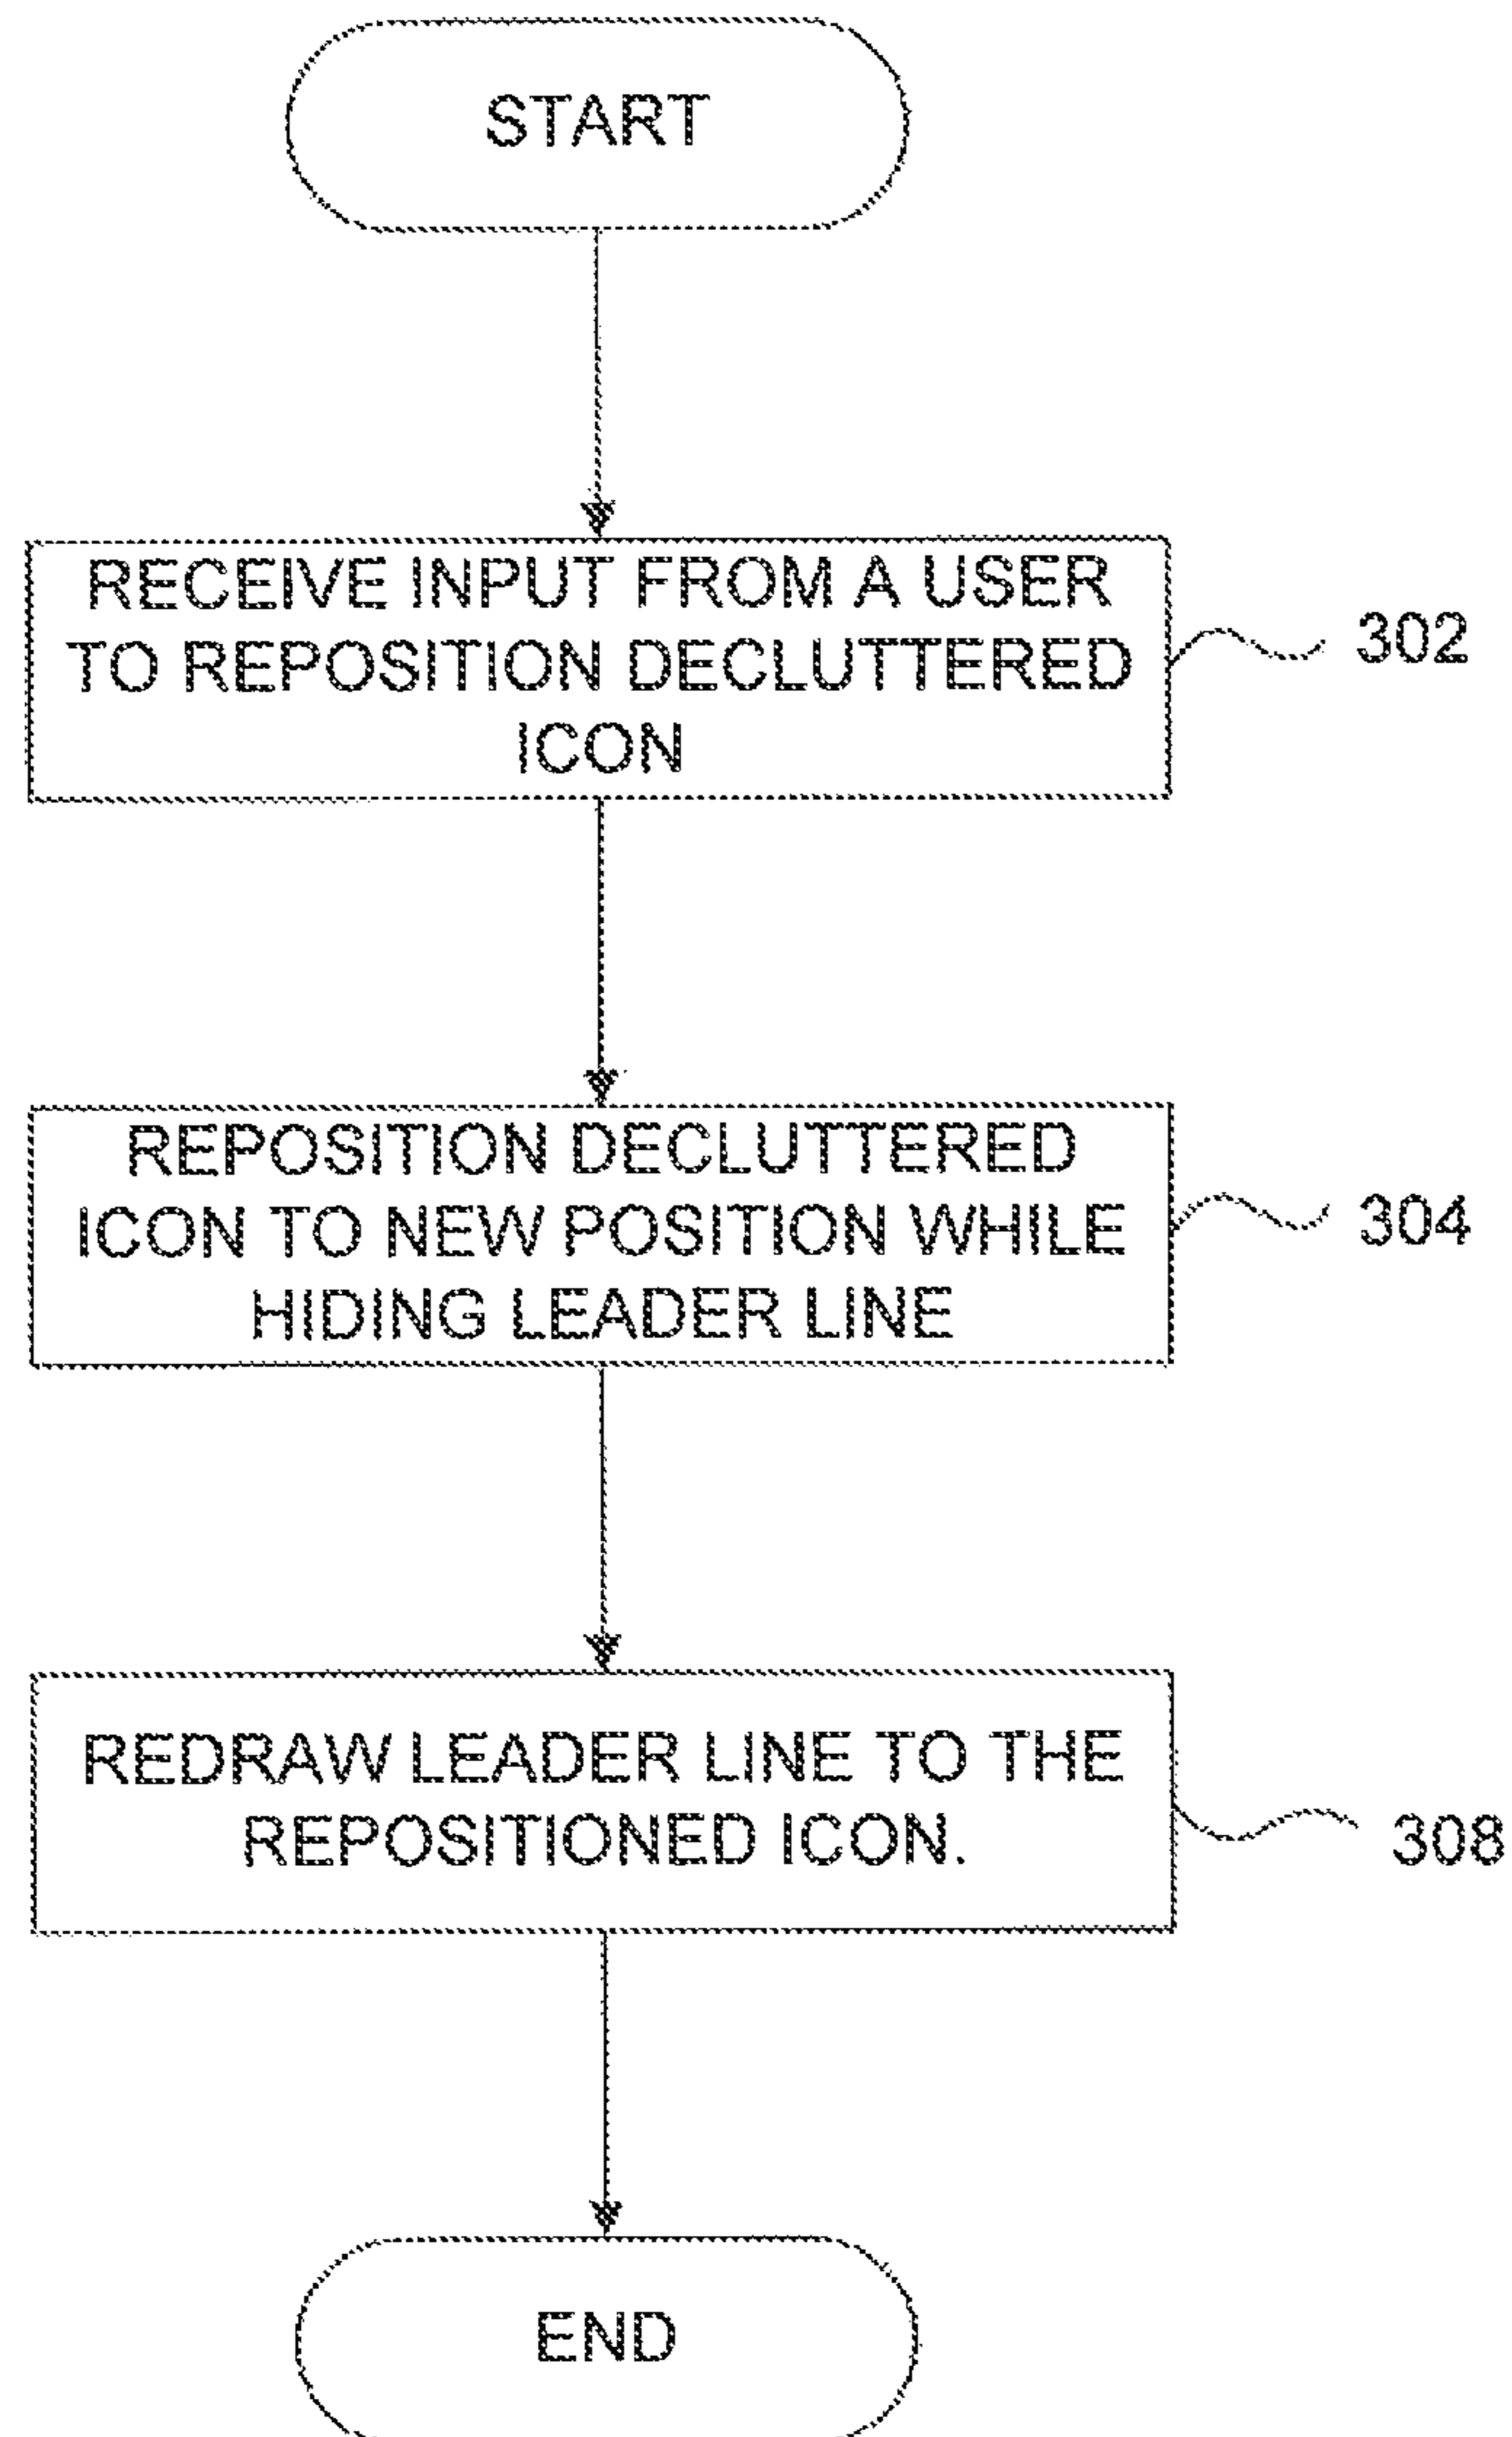 START
RECEIVE INPUT FROM A USER
TO REPOSITION DECLUTTERED
ICON
302
REPOSITION DECLUTTERED
ICON TO NEW POSITION WHILE
HIDING LEADER LINE
304
REDRAW LEADER LINE TO THE
REPOSITIONED ICON.
308
END